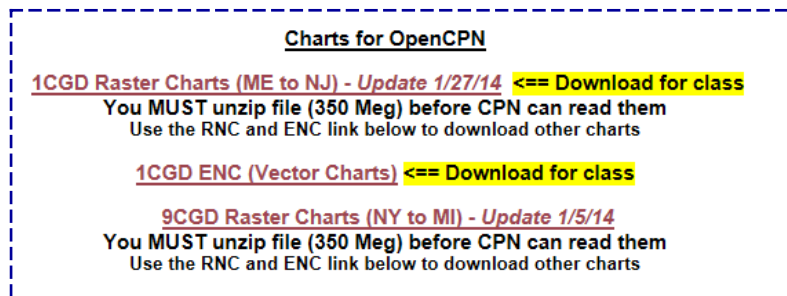 Charts for OpenCPN
1CGD Raster Charts (ME to NJ) - Update 1/27/14 <== Download for class
You MUST unzip file (350 Meg) before CPN can read them
Use the RNC and ENC link below to download other charts
1CGD ENC (Vector Charts) <== Download for class
9CGD Raster Charts (NY to MI) - Update 1/5/14
You MUST unzip file (350 Meg) before CPN can read them
Use the RNC and ENC link below to download other charts